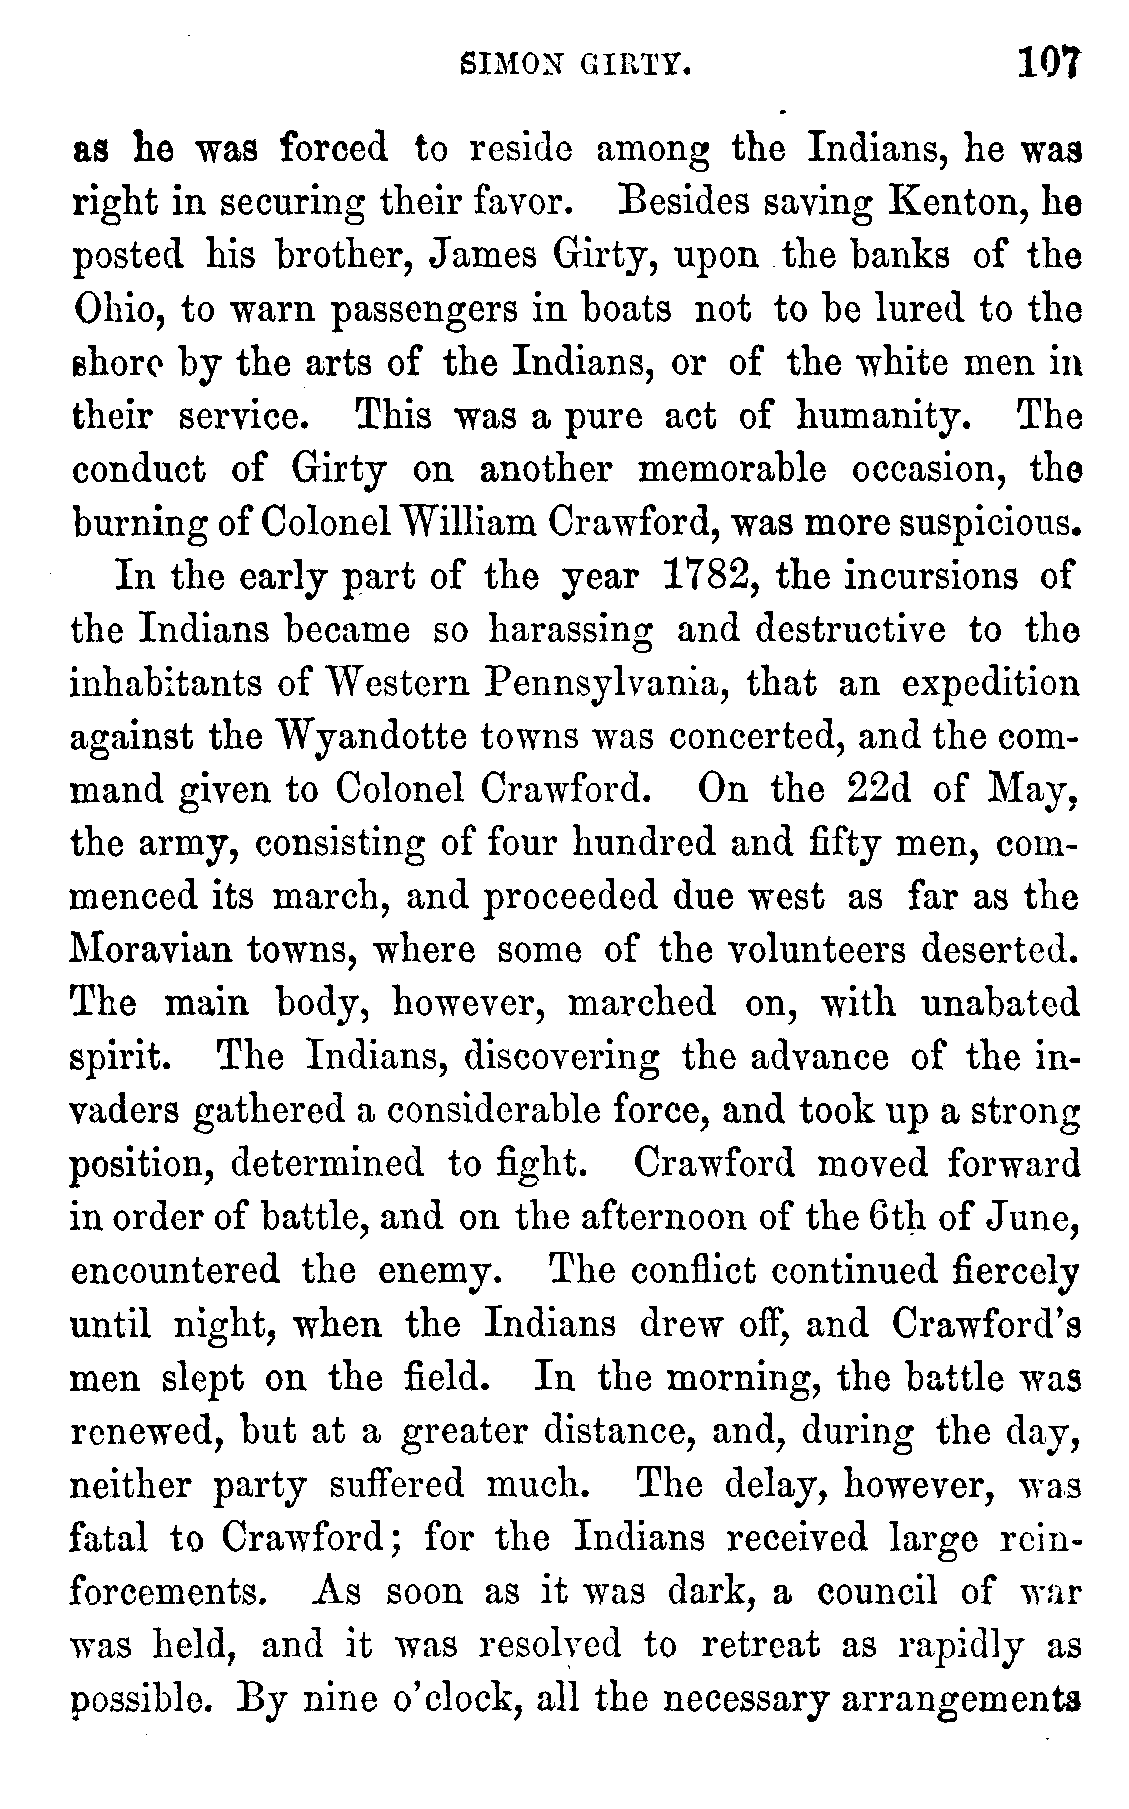 SIMON GIRTY. 107
as he was forced to reside among the Indians, he was
right in securing their favor. Besides saving Kenton, he
posted his brother, James Girty, upon the banks of the
Ohio, to warn passengers in boats not to be lured to the
shore by the arts of the Indians, or of the white men in
their service. This was a pure act of humanity. The
conduct of Girty on another memorable occasion, the
burning of Colonel William Crawford, was more suspicious.
In the early part of the year 1782, the incursions of
the Indians became so harassing and destructive to the
inhabitants of Western Pennsylvania, that an expedition
against the Wyandotte towns was concerted, and the com-
mand given to Colonel Crawford. On the 22d of May,
the army, consisting of four hundred and fifty men, com-
menced its march, and proceeded due west as far as the
Moravian towns, where some of the volunteers deserted.
The main body, however, marched on, with unabated
spirit. The Indians, discovering the advance of the in-
vaders gathered a considerable force, and took up a strong
position, determined to fight. Crawford moved forward
in order of battle, and on the afternoon of the 6th of June,
encountered the enemy. The conflict continued fiercely
until night, when the Indians drew off, and Crawford's
men slept on the field. In the morning, the battle was
renewed, but at a greater distance, and, during the day,
neither party suffered much. The delay, however, was
fatal to Crawford; for the Indians received large rein-
forcements. As soon as it was dark, a council of war
was held, and it was resolved to retreat as rapidly as
possible. By nine o'clock, all the necessary arrangements